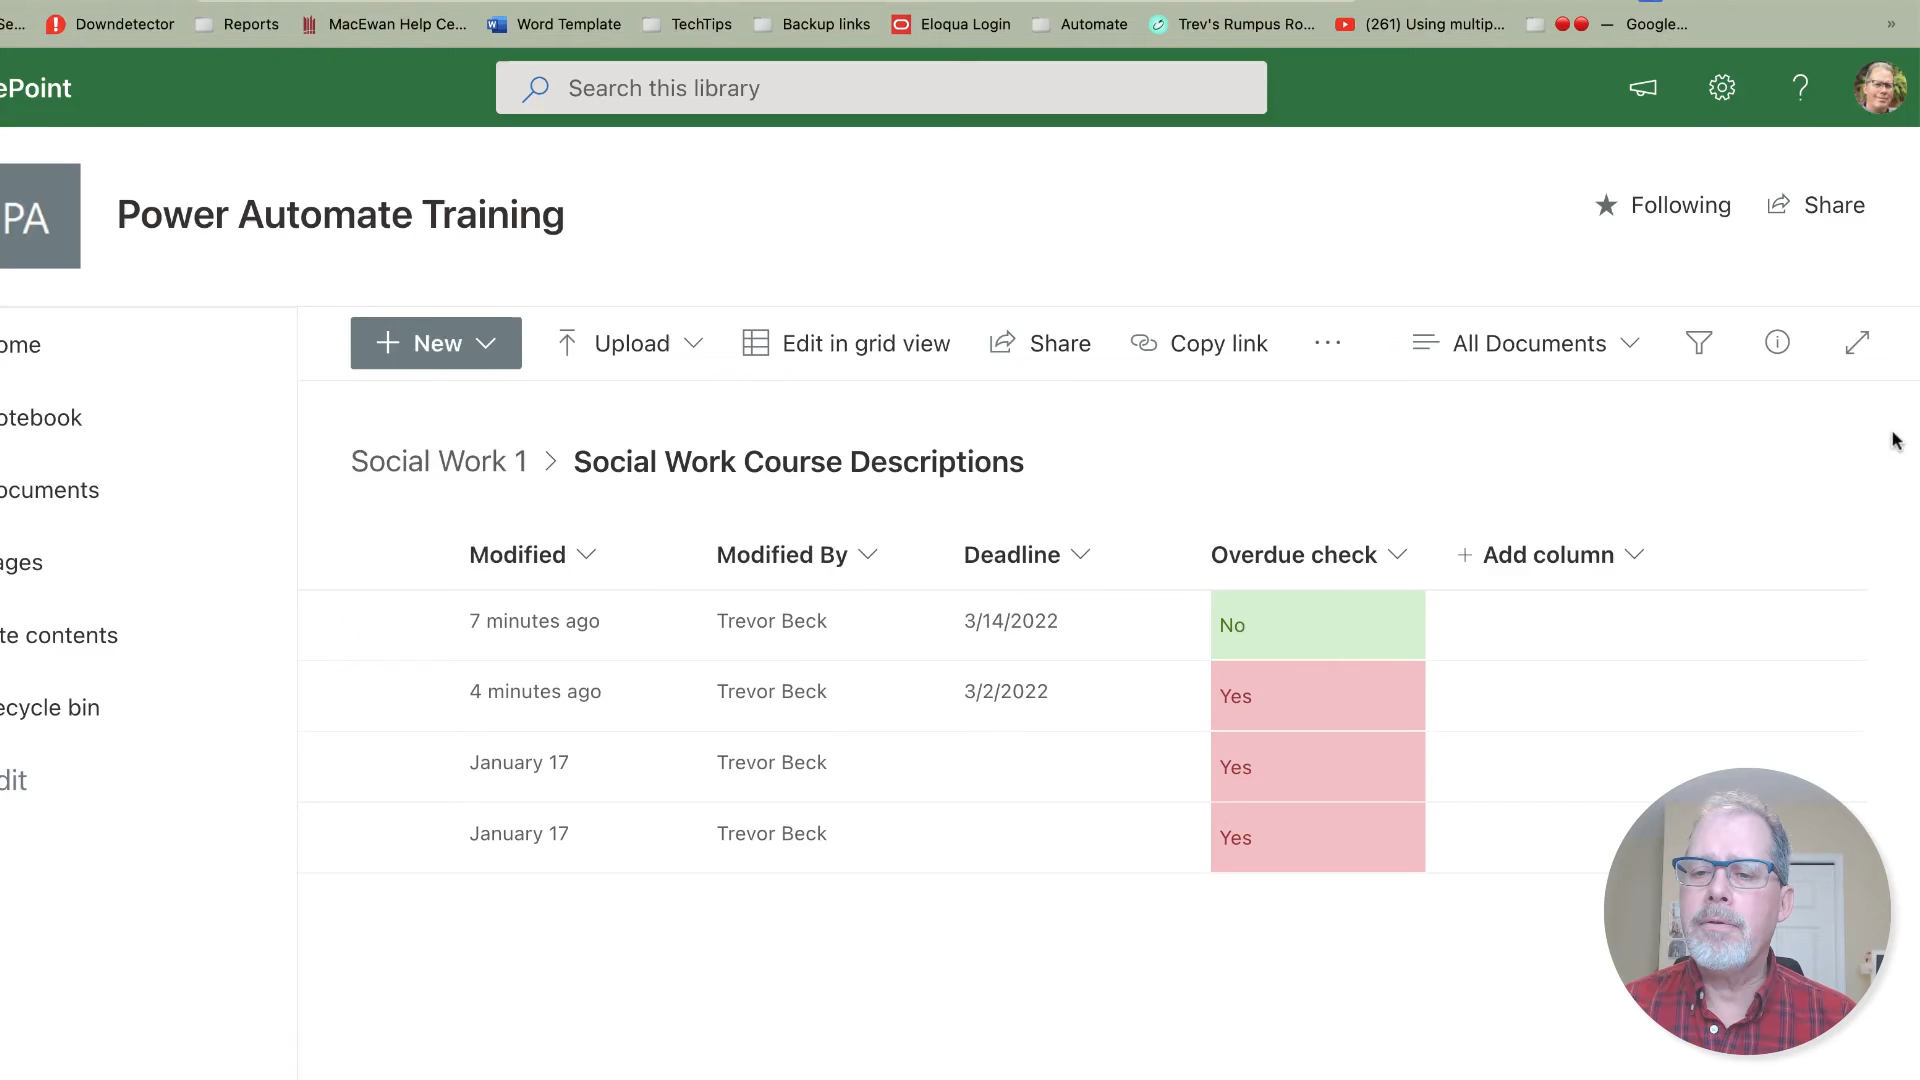 Se... Downdetector Reports MacEwan Help Ce... Word Template TechTips Backup links Eloqua Login Automate Trev's Rumpus Ro... (261) Using multip... — Google... »
ePoint Search this library ?
PA Power Automate Training Following Share
ome + New Upload Edit in grid view Share Copy link ... All Documents
otebook
Social Work 1 > Social Work Course Descriptions
ocuments
Modified Modified By Deadline Overdue check + Add column
ages
7 minutes ago Trevor Beck 3/14/2022 No
te contents
4 minutes ago Trevor Beck 3/2/2022 Yes
ecycle bin
January 17 Trevor Beck Yes
dit
January 17 Trevor Beck Yes